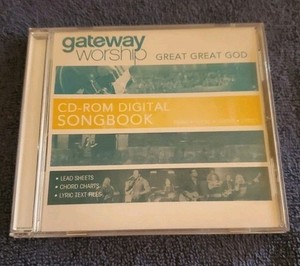 gateway
worship GREAT GREAT GOD
CD-ROM DIGITAL
SONGBOOK
• LEAD SHEETS
• CHORD CHARTS
• LYRIC TEXT FILES